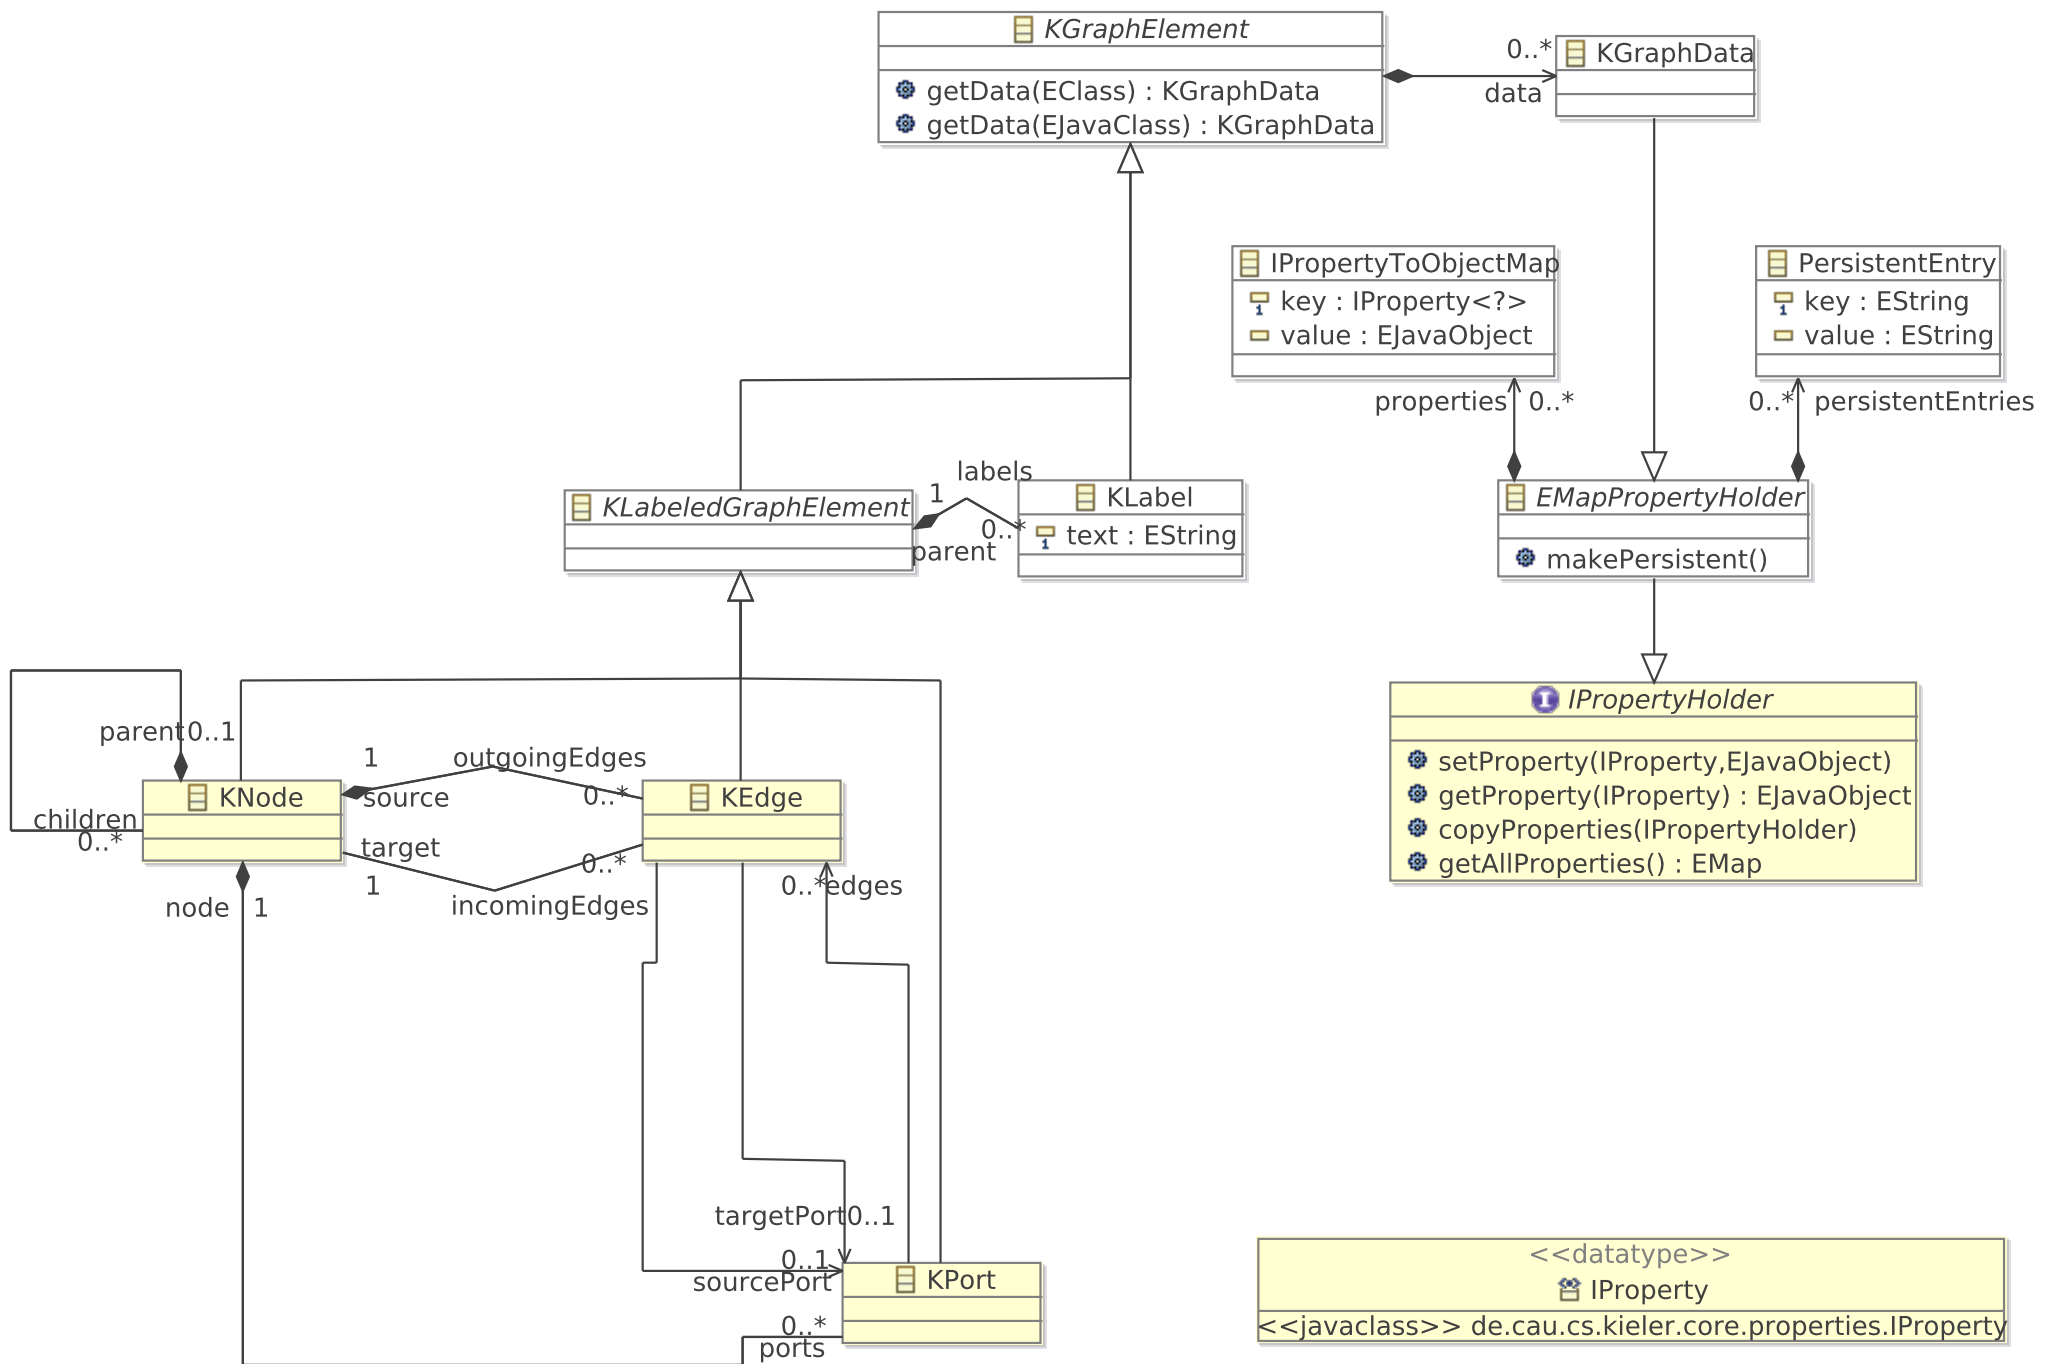 KGraphElement
getData(EClass) : KGraphData
getData(EJavaClass) : KGraphData
0..*
data
KGraphData
IPropertyToObjectMap
key : IProperty<?>
value : EJavaObject
PersistentEntry
key : EString
value : EString
properties 0..*
0..* persistentEntries
labels
1
0..*
parent
KLabeledGraphElement
KLabel
text : EString
EMapPropertyHolder
makePersistent()
IPropertyHolder
setProperty(IProperty,EJavaObject)
getProperty(IProperty) : EJavaObject
copyProperties(IPropertyHolder)
getAllProperties() : EMap
parent 0..1
children
0..*
KNode
1
source
outgoingEdges
0..*
KEdge
target
1
0..*
incomingEdges
node 1
0..* edges
targetPort 0..1
0..1
sourcePort
KPort
0..*
ports
<<datatype>>
IProperty
<<javaclass>> de.cau.cs.kieler.core.properties.IProperty